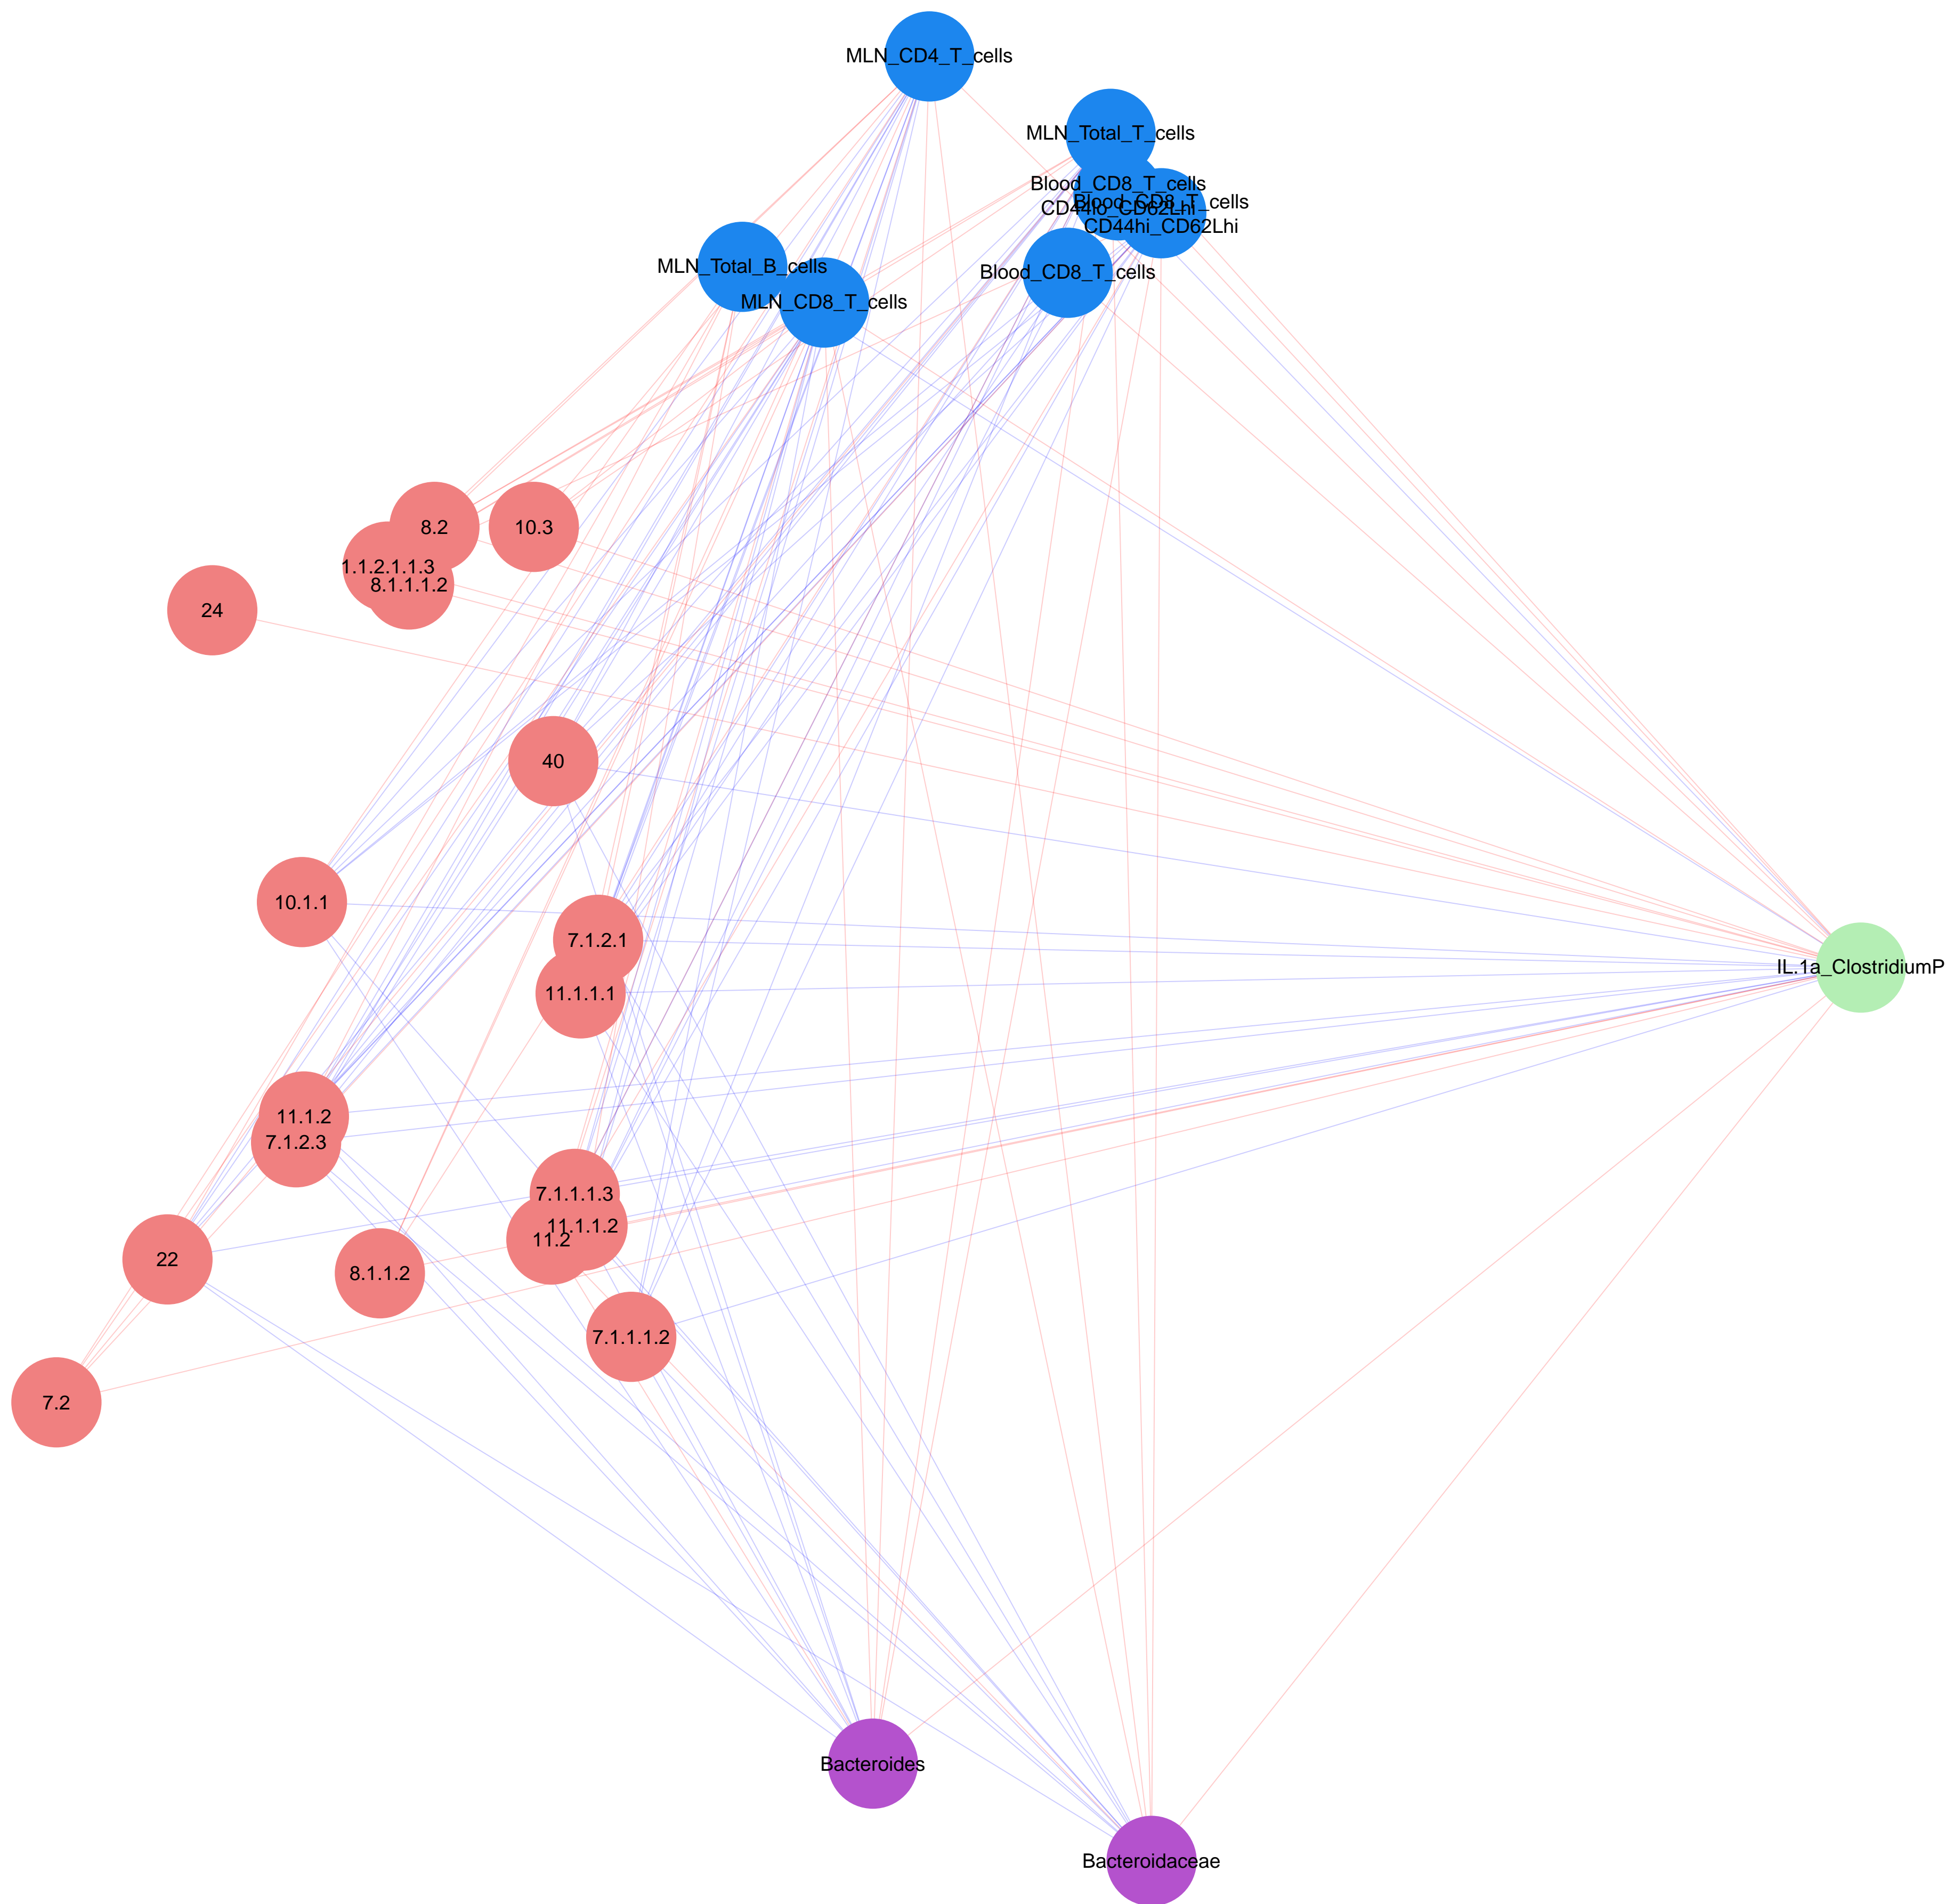 MLN_CD4_T_cells
MLN_Total_T_cells
Blood_CD8_T_cells
CD44lo_CD62Lhi
Blood_CD8_T_cells
CD44hi_CD62Lhi
MLN_Total_B_cells
Blood_CD8_T_cells
MLN_CD8_T_cells
8.2
10.3
1.1.2.1.1.3
8.1.1.1.2
24
40
10.1.1
7.1.2.1
IL.1a_ClostridiumP
11.1.1.1
11.1.2
7.1.2.3
7.1.1.1.3
11.1.1.2
11.2
22
8.1.1.2
7.1.1.1.2
7.2
Bacteroides
Bacteroidaceae